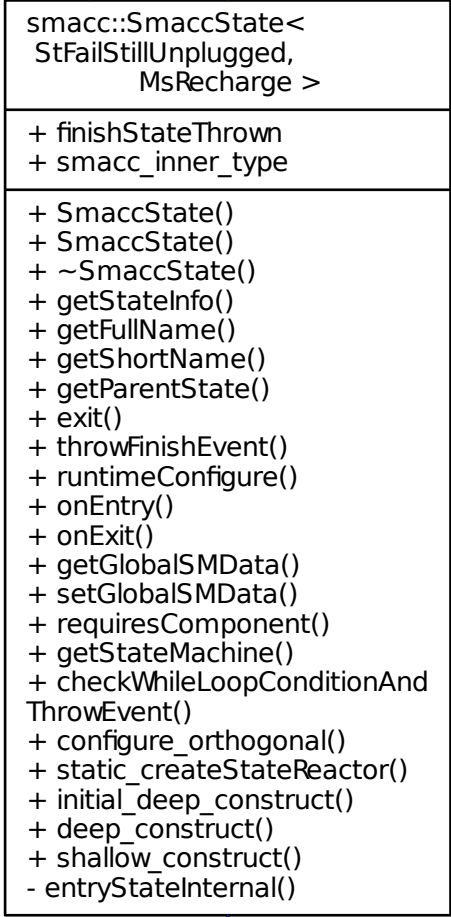 smacc::SmaccState<
StFailStillUnplugged,
MsRecharge >
+ finishStateThrown
+ smacc_inner_type
+ SmaccState()
+ SmaccState()
+ ~SmaccState()
+ getStateInfo()
+ getFullName()
+ getShortName()
+ getParentState()
+ exit()
+ throwFinishEvent()
+ runtimeConfigure()
+ onEntry()
+ onExit()
+ getGlobalSMData()
+ setGlobalSMData()
+ requiresComponent()
+ getStateMachine()
+ checkWhileLoopConditionAnd
ThrowEvent()
+ configure_orthogonal()
+ static_createStateReactor()
+ initial_deep_construct()
+ deep_construct()
+ shallow_construct()
- entryStateInternal()